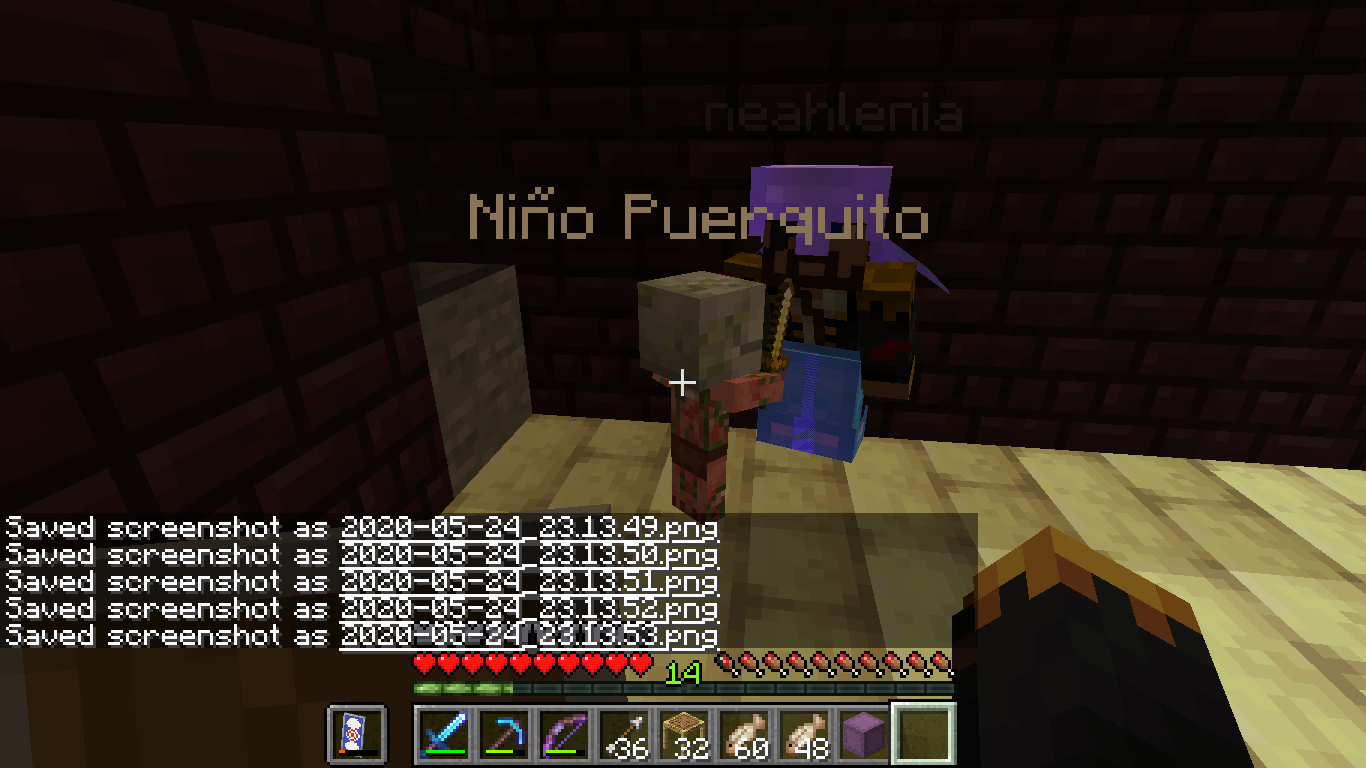 neahlenia
Niño Puerquito
Saved screenshot as 2020-05-24_23.13.49.png
Saved screenshot as 2020-05-24_23.13.50.png
Saved screenshot as 2020-05-24_23.13.51.png
Saved screenshot as 2020-05-24_23.13.52.png
Saved screenshot as 2020-05-24_23.13.53.png
14
36 32 60 48